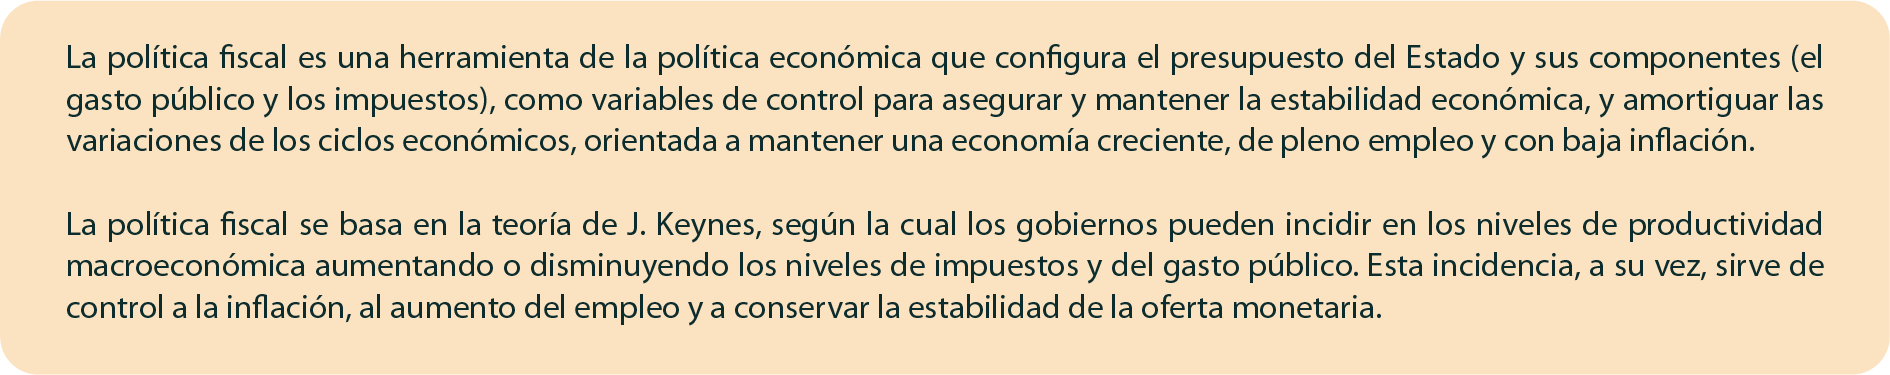 La política fiscal es una herramienta de la política económica que configura el presupuesto del Estado y sus componentes (el
gasto público y los impuestos), como variables de control para asegurar y mantener la estabilidad económica, y amortiguar las
variaciones de los ciclos económicos, orientada a mantener una economía creciente, de pleno empleo y con baja inflación.
La política fiscal se basa en la teoría de J. Keynes, según la cual los gobiernos pueden incidir en los niveles de productividad
macroeconómica aumentando o disminuyendo los niveles de impuestos y del gasto público. Esta incidencia, a su vez, sirve de
control a la inflación, al aumento del empleo y a conservar la estabilidad de la oferta monetaria.